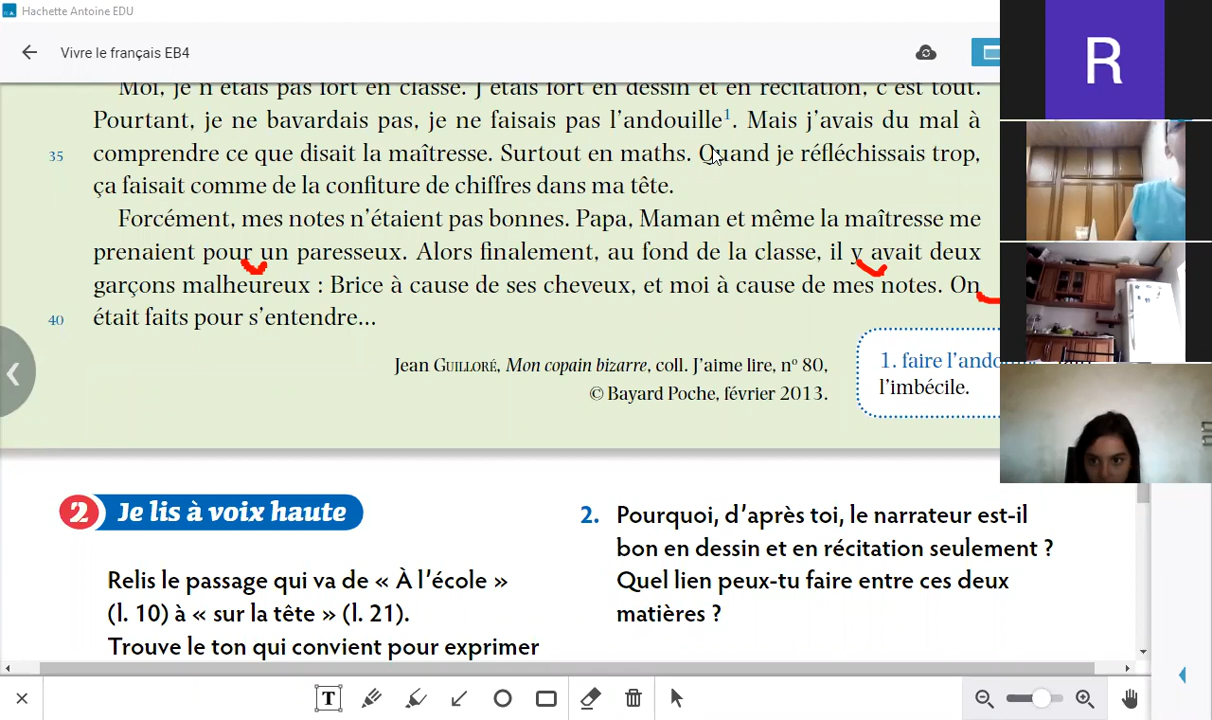 Hachette Antoine EDU
Vivre le français EB4
Moi, je n'étais pas fort en classe. J'étais fort en dessin et en récitation, c'est tout.
Pourtant, je ne bavardais pas, je ne faisais pas l'andouille1. Mais j'avais du mal à
35 comprendre ce que disait la maîtresse. Surtout en maths. Quand je réfléchissais trop,
ça faisait comme de la confiture de chiffres dans ma tête.
Forcément, mes notes n'étaient pas bonnes. Papa, Maman et même la maîtresse me
prenaient pour un paresseux. Alors finalement, au fond de la classe, il y avait deux
garçons malheureux : Brice à cause de ses cheveux, et moi à cause de mes notes. On
40 était faits pour s'entendre...
Jean GUILLORÉ, Mon copain bizarre, coll. J'aime lire, nº 80,
© Bayard Poche, février 2013.
1. faire
l'imbécile.
2 Je lis à voix haute
Relis le passage qui va de « À l'école »
(l. 10) à « sur la tête » (l. 21).
Trouve le ton qui convient pour exprimer
2. Pourquoi, d'après toi, le narrateur est-il
bon en dessin et en récitation seulement ?
Quel lien peux-tu faire entre ces deux
matières ?
T
R